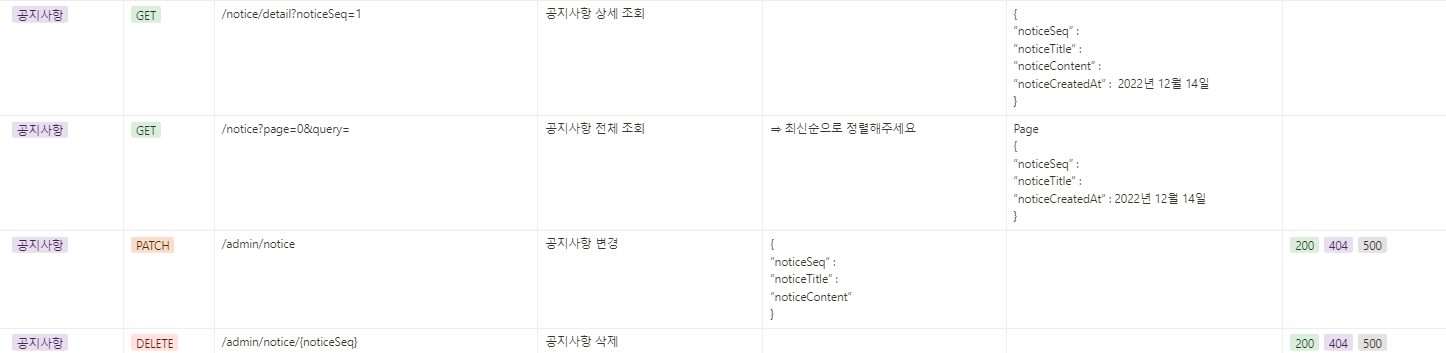 공지사항 GET /notice/detail?noticeSeq=1 공지사항 상세 조회 {
“noticeSeq” :
“noticeTitle” :
“noticeContent” :
“noticeCreatedAt” : 2022년 12월 14일
}
공지사항 GET /notice?page=0&query= 공지사항 전체 조회 ⇒ 최신순으로 정렬해주세요 Page
{
“noticeSeq” :
“noticeTitle” :
“noticeCreatedAt” : 2022년 12월 14일
}
공지사항 PATCH /admin/notice 공지사항 변경 { 200 404 500
“noticeSeq” :
“noticeTitle” :
“noticeContent”
}
공지사항 DELETE /admin/notice/{noticeSeq} 공지사항 삭제 200 404 500